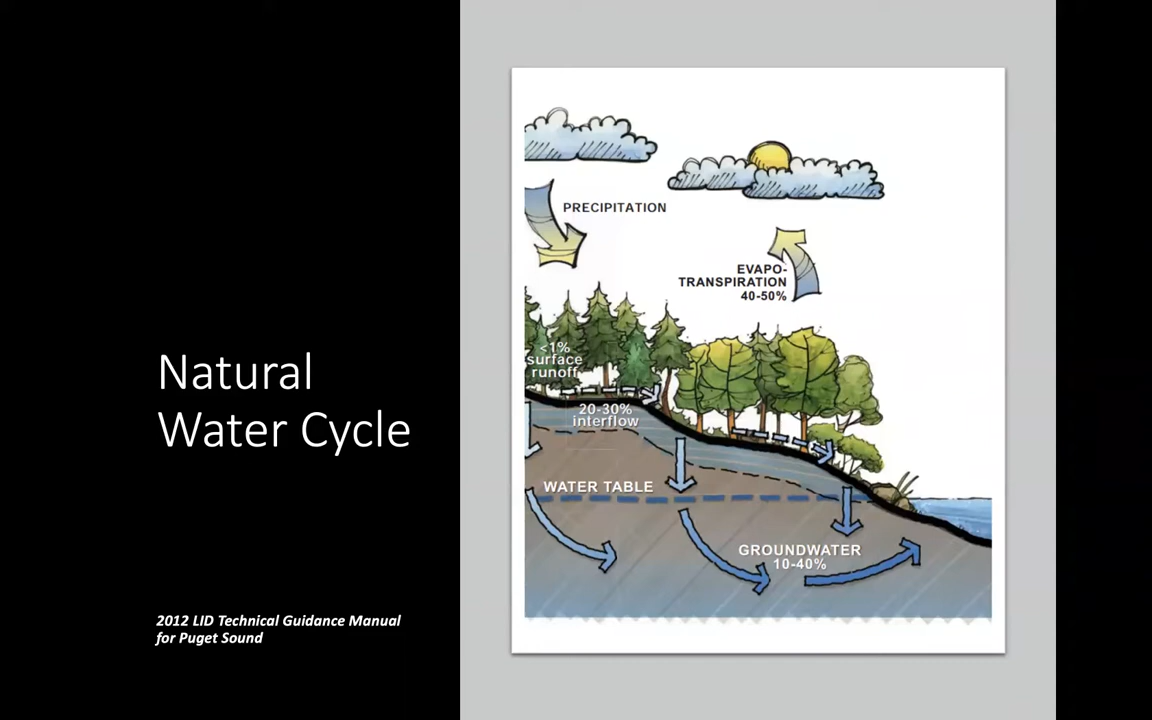 Natural
Water Cycle
2012 LID Technical Guidance Manual
for Puget Sound
PRECIPITATION
EVAPO-
TRANSPIRATION
40-50%
<1%
surface
runoff
20-30%
interflow
WATER TABLE
GROUNDWATER
10-40%